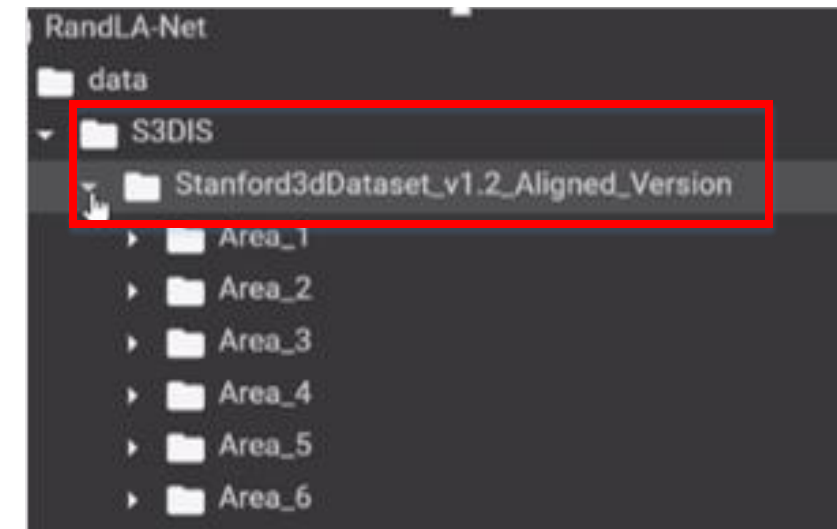 RandLA-Net
data
S3DIS
Stanford3dDataset_v1.2_Aligned_Version
Area_1
Area_2
Area_3
Area_4
Area_5
Area_6